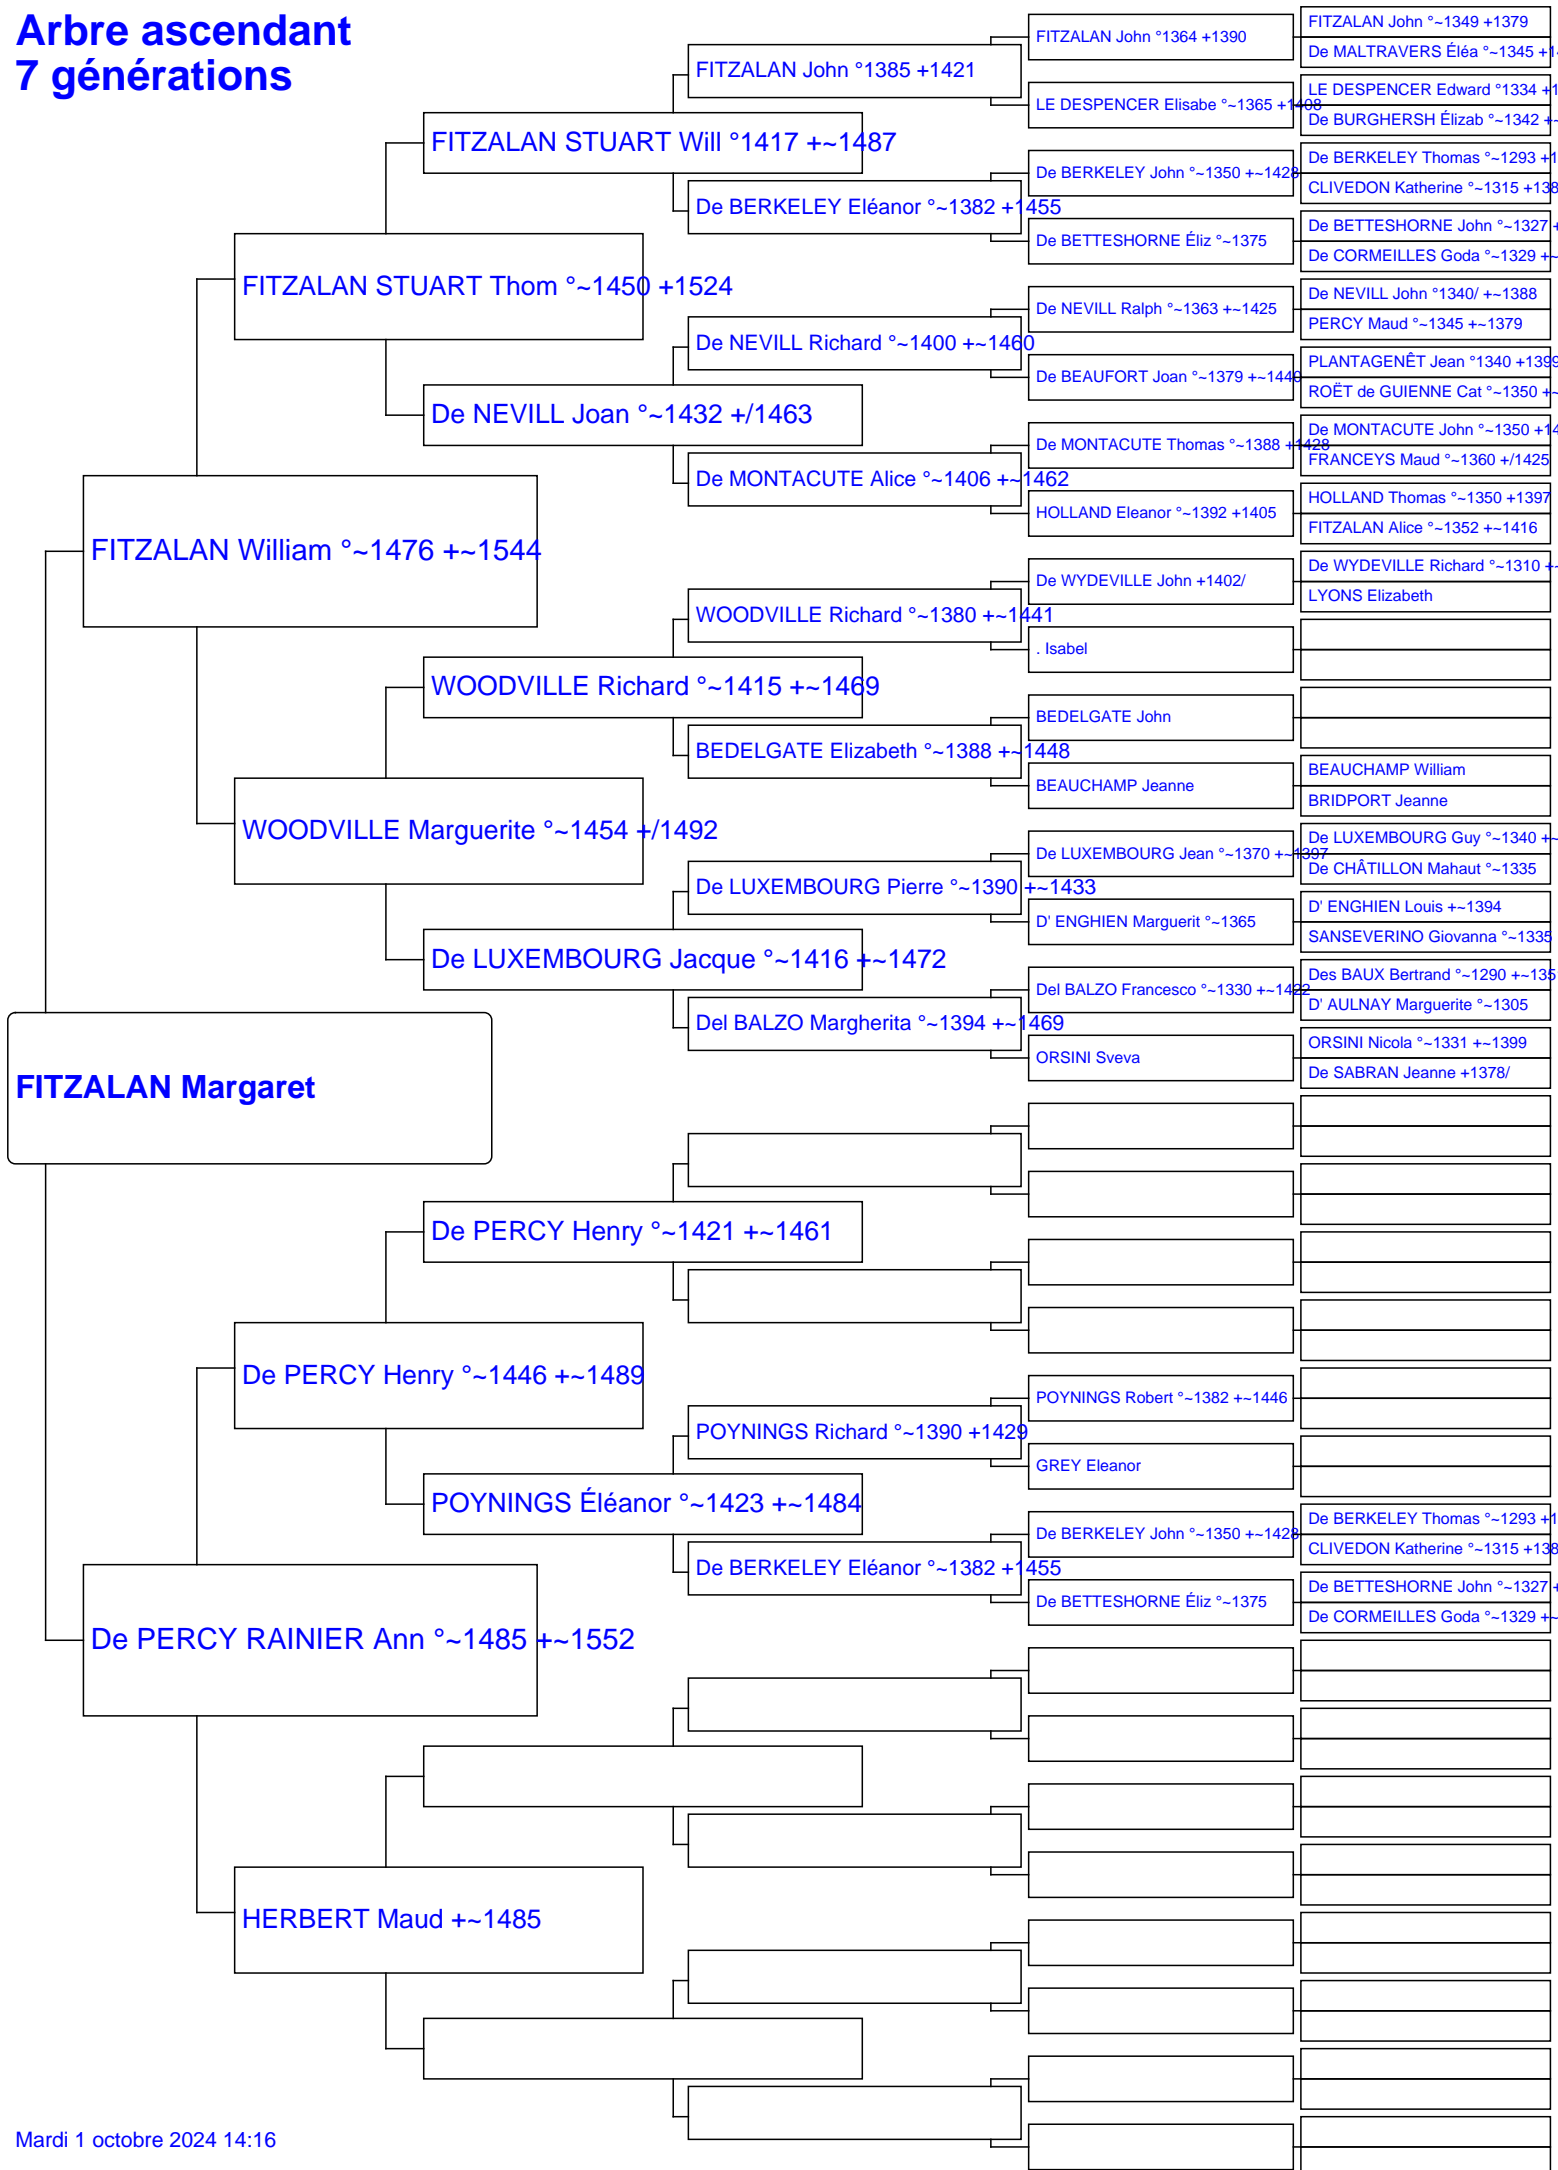 Arbre ascendant
7 générations
FITZALAN Margaret
FITZALAN William °~1476 +~1544
De PERCY RAINIER Ann °~1485 +~1552
FITZALAN STUART Thom °~1450 +1524
WOODVILLE Marguerite °~1454 +/1492
De PERCY Henry °~1446 +~1489
HERBERT Maud +~1485
FITZALAN STUART Will °1417 +~1487
De NEVILL Joan °~1432 +/1463
WOODVILLE Richard °~1415 +~1469
De LUXEMBOURG Jacque °~1416 +~1472
De PERCY Henry °~1421 +~1461
POYNINGS Éléanor °~1423 +~1484
FITZALAN John °1385 +1421
De BERKELEY Eléanor °~1382 +1455
De NEVILL Richard °~1400 +~1460
De MONTACUTE Alice °~1406 +~1462
WOODVILLE Richard °~1380 +~1441
BEDELGATE Elizabeth °~1388 +~1448
De LUXEMBOURG Pierre °~1390 +~1433
Del BALZO Margherita °~1394 +~1469
POYNINGS Richard °~1390 +1429
De BERKELEY Eléanor °~1382 +1455
FITZALAN John °1364 +1390
LE DESPENCER Elisabe °~1365 +1408
De BERKELEY John °~1350 +~1428
De BETTESHORNE Éliz °~1375
De NEVILL Ralph °~1363 +~1425
De BEAUFORT Joan °~1379 +~1440
De MONTACUTE Thomas °~1388 +1428
HOLLAND Eleanor °~1392 +1405
De WYDEVILLE John +1402/
. Isabel
BEDELGATE John
BEAUCHAMP Jeanne
De LUXEMBOURG Jean °~1370 +~1397
D' ENGHIEN Marguerit °~1365
Del BALZO Francesco °~1330 +~1422
ORSINI Sveva
POYNINGS Robert °~1382 +~1446
GREY Eleanor
De BERKELEY John °~1350 +~1428
De BETTESHORNE Éliz °~1375
FITZALAN John °~1349 +1379
De MALTRAVERS Éléa °~1345 +1
LE DESPENCER Edward °1334 +1
De BURGHERSH Élizab °~1342 +~
De BERKELEY Thomas °~1293 +1
CLIVEDON Katherine °~1315 +138
De BETTESHORNE John °~1327 +
De CORMEILLES Goda °~1329 +~
De NEVILL John °1340/ +~1388
PERCY Maud °~1345 +~1379
PLANTAGENÊT Jean °1340 +1399
ROËT de GUIENNE Cat °~1350 +~
De MONTACUTE John °~1350 +14
FRANCEYS Maud °~1360 +/1425
HOLLAND Thomas °~1350 +1397
FITZALAN Alice °~1352 +~1416
De WYDEVILLE Richard °~1310 +~
LYONS Elizabeth
BEAUCHAMP William
BRIDPORT Jeanne
De LUXEMBOURG Guy °~1340 +~
De CHÂTILLON Mahaut °~1335
D' ENGHIEN Louis +~1394
SANSEVERINO Giovanna °~1335
Des BAUX Bertrand °~1290 +~135
D' AULNAY Marguerite °~1305
ORSINI Nicola °~1331 +~1399
De SABRAN Jeanne +1378/
De BERKELEY Thomas °~1293 +1
CLIVEDON Katherine °~1315 +138
De BETTESHORNE John °~1327 +
De CORMEILLES Goda °~1329 +~
Mardi 1 octobre 2024 14:16